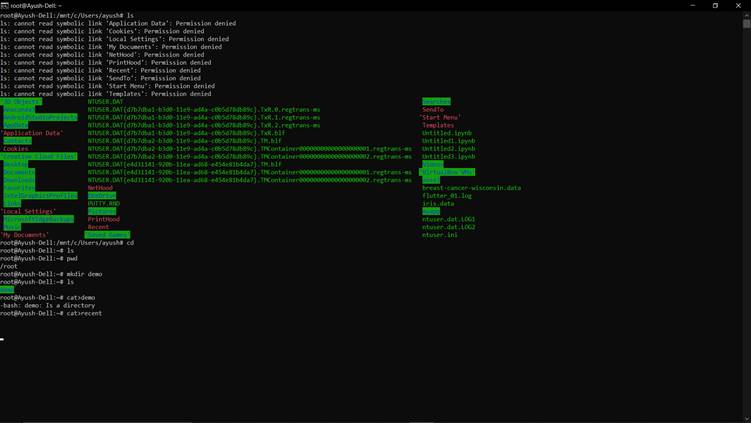 root@Ayush-Dell: ~
root@Ayush-Dell:/mnt/c/Users/ayush# ls
ls: cannot read symbolic link 'Application Data': Permission denied
ls: cannot read symbolic link 'Cookies': Permission denied
ls: cannot read symbolic link 'Local Settings': Permission denied
ls: cannot read symbolic link 'My Documents': Permission denied
ls: cannot read symbolic link 'NetHood': Permission denied
ls: cannot read symbolic link 'PrintHood': Permission denied
ls: cannot read symbolic link 'Recent': Permission denied
ls: cannot read symbolic link 'SendTo': Permission denied
ls: cannot read symbolic link 'Start Menu': Permission denied
ls: cannot read symbolic link 'Templates': Permission denied
'3D Objects' NTUSER.DAT Searches
NTUSER.DAT{d7b7dba1-b3d0-11e9-ad4a-c0b5d78db89c}.TxR.0.regtrans-ms SendTo
AndroidStudioProjects NTUSER.DAT{d7b7dba1-b3d0-11e9-ad4a-c0b5d78db89c}.TxR.1.regtrans-ms 'Start Menu'
AppData NTUSER.DAT{d7b7dba1-b3d0-11e9-ad4a-c0b5d78db89c}.TxR.2.regtrans-ms Templates
'Application Data' NTUSER.DAT{d7b7dba1-b3d0-11e9-ad4a-c0b5d78db89c}.TxR.blf Untitled.ipynb
Contacts NTUSER.DAT{d7b7dba2-b3d0-11e9-ad4a-c0b5d78db89c}.TM.blf Untitled1.ipynb
Cookies NTUSER.DAT{d7b7dba2-b3d0-11e9-ad4a-c0b5d78db89c}.TMContainer00000000000000000001.regtrans-ms Untitled2.ipynb
'Creative Cloud Files' NTUSER.DAT{d7b7dba2-b3d0-11e9-ad4a-c0b5d78db89c}.TMContainer00000000000000000002.regtrans-ms Untitled3.ipynb
Desktop NTUSER.DAT{e4d31141-920b-11ea-ad68-e454e81b4da7}.TM.blf Videos
Documents NTUSER.DAT{e4d31141-920b-11ea-ad68-e454e81b4da7}.TMContainer00000000000000000001.regtrans-ms 'VirtualBox VMs'
Downloads NTUSER.DAT{e4d31141-920b-11ea-ad68-e454e81b4da7}.TMContainer00000000000000000002.regtrans-ms
Favorites NetHood breast-cancer-wisconsin.data
IntelGraphicsProfiles OneDrive flutter_01.log
Links PUTTY.RND iris.data
'Local Settings' Pictures
MicrosoftEdgeBackups PrintHood ntuser.dat.LOG1
Music Recent ntuser.dat.LOG2
'My Documents' 'Saved Games' ntuser.ini
root@Ayush-Dell:/mnt/c/Users/ayush# cd
root@Ayush-Dell:~# ls
root@Ayush-Dell:~# pwd
/root
root@Ayush-Dell:~# mkdir demo
root@Ayush-Dell:~# ls
demo
root@Ayush-Dell:~# cat>demo
-bash: demo: Is a directory
root@Ayush-Dell:~# cat>recent